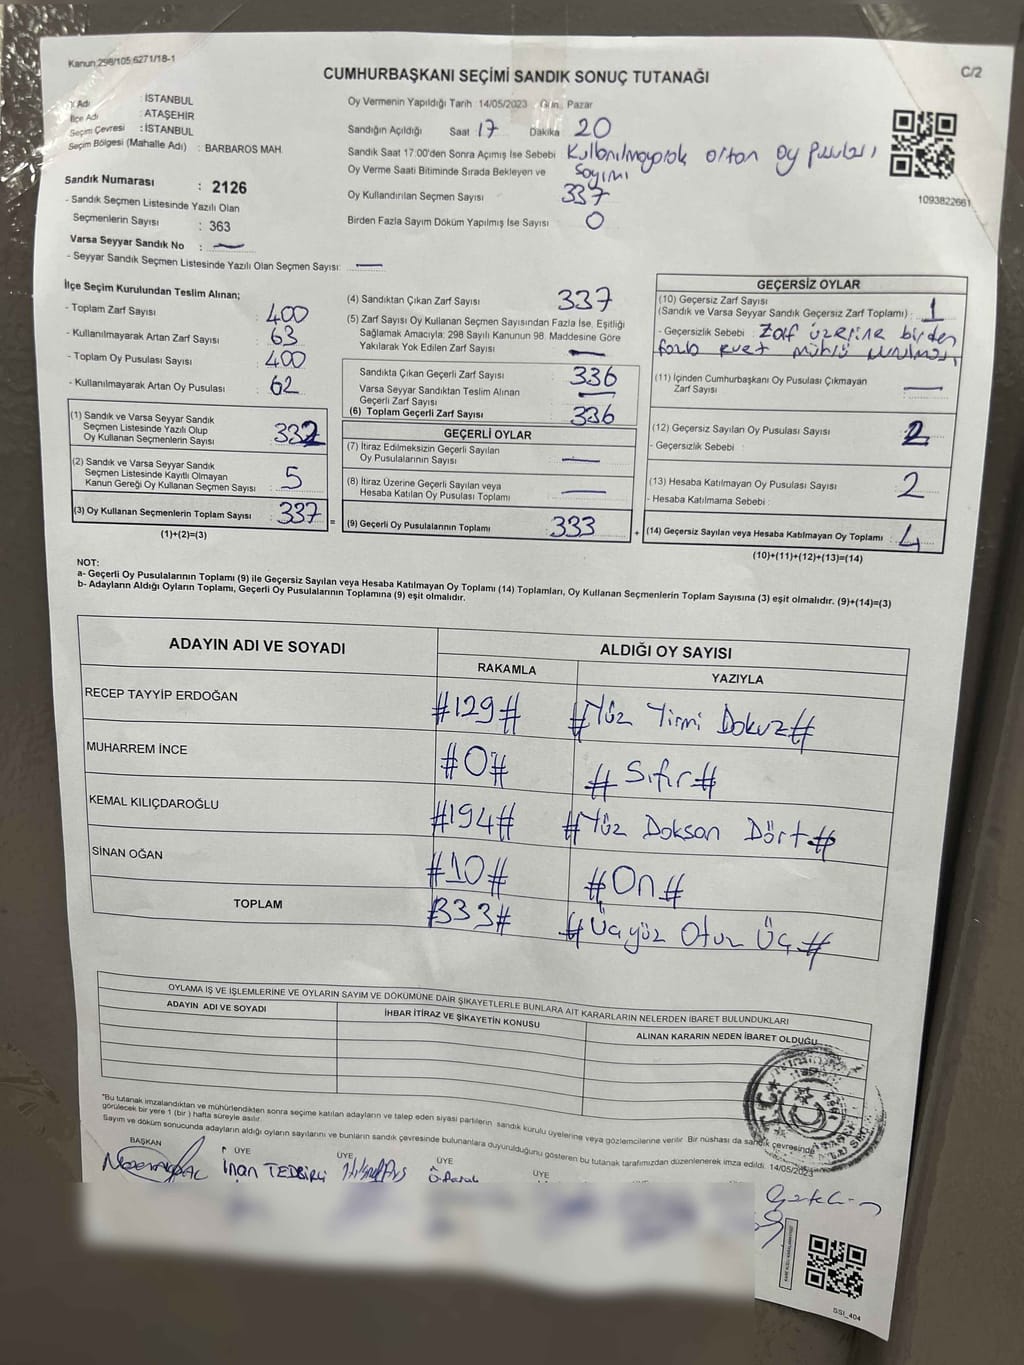 Kanun.298/105;6271/18-1
CUMHURBAŞKANI SEÇİMİ SANDIK SONUÇ TUTANAĞI
C/2
İl Adı : İSTANBUL
İlçe Adı : ATAŞEHİR
Seçim Çevresi : İSTANBUL
Seçim Bölgesi (Mahalle Adı) : BARBAROS MAH.
Oy Vermenin Yapıldığı Tarih 14/05/2023 Gün Pazar
Sandığın Açıldığı Saat 17 Dakika 20
Sandık Saat 17:00'den Sonra Açımış İse Sebebi Kullanılmayarak artan oy pusuları
sayımı
Oy Verme Saati Bitiminde Sırada Bekleyen ve
Oy Kullandırılan Seçmen Sayısı 337
Birden Fazla Sayım Döküm Yapılmış İse Sayısı 0
1093822661
Sandık Numarası : 2126
- Sandık Seçmen Listesinde Yazılı Olan
Seçmenlerin Sayısı : 363
Varsa Seyyar Sandık No : —
- Seyyar Sandık Seçmen Listesinde Yazılı Olan Seçmen Sayısı: —
İlçe Seçim Kurulundan Teslim Alınan;
- Toplam Zarf Sayısı 400
- Kullanılmayarak Artan Zarf Sayısı 63
- Toplam Oy Pusulası Sayısı 400
- Kullanılmayarak Artan Oy Pusulası 62
(1) Sandık ve Varsa Seyyar Sandık
Seçmen Listesinde Yazılı Olup
Oy Kullanan Seçmenlerin Sayısı 332
(2) Sandık ve Varsa Seyyar Sandık
Seçmen Listesinde Kayıtlı Olmayan
Kanun Gereği Oy Kullanan Seçmen Sayısı 5
(3) Oy Kullanan Seçmenlerin Toplam Sayısı 337
(1)+(2)=(3)
=
(4) Sandıktan Çıkan Zarf Sayısı 337
(5) Zarf Sayısı Oy Kullanan Seçmen Sayısından Fazla İse, Eşitliği
Sağlamak Amacıyla; 298 Sayılı Kanunun 98. Maddesine Göre
Yakılarak Yok Edilen Zarf Sayısı —
Sandıkta Çıkan Geçerli Zarf Sayısı 336
Varsa Seyyar Sandıktan Teslim Alınan
Geçerli Zarf Sayısı —
(6) Toplam Geçerli Zarf Sayısı 336
GEÇERLİ OYLAR
(7) İtiraz Edilmeksizin Geçerli Sayılan
Oy Pusulalarının Sayısı —
(8) İtiraz Üzerine Geçerli Sayılan veya
Hesaba Katılan Oy Pusulası Toplamı —
(9) Geçerli Oy Pusulalarının Toplamı 333
+
GEÇERSİZ OYLAR
(10) Geçersiz Zarf Sayısı
(Sandık ve Varsa Seyyar Sandık Geçersiz Zarf Toplamı) : 1
- Geçersizlik Sebebi : Zarf üzerine birden
fazla evet mührü vurulması
(11) İçinden Cumhurbaşkanı Oy Pusulası Çıkmayan
Zarf Sayısı —
(12) Geçersiz Sayılan Oy Pusulası Sayısı 2
- Geçersizlik Sebebi :
(13) Hesaba Katılmayan Oy Pusulası Sayısı 2
- Hesaba Katılmama Sebebi :
(14) Geçersiz Sayılan veya Hesaba Katılmayan Oy Toplamı : 4
(10)+(11)+(12)+(13)=(14)
NOT:
a- Geçerli Oy Pusulalarının Toplamı (9) ile Geçersiz Sayılan veya Hesaba Katılmayan Oy Toplamı (14) Toplamları, Oy Kullanan Seçmenlerin Toplam Sayısına (3) eşit olmalıdır. (9)+(14)=(3)
b- Adayların Aldığı Oyların Toplamı, Geçerli Oy Pusulalarının Toplamına (9) eşit olmalıdır.
ADAYIN ADI VE SOYADI
ALDIĞI OY SAYISI
RAKAMLA YAZIYLA
RECEP TAYYİP ERDOĞAN #129# #Yüz Yirmi Dokuz#
MUHARREM İNCE #0# #Sıfır#
KEMAL KILIÇDAROĞLU #194# #Yüz Doksan Dört#
SİNAN OĞAN #10# #On#
TOPLAM #333# #Üçyüz Otuz Üç#
OYLAMA İŞ VE İŞLEMLERİNE VE OYLARIN SAYIM VE DÖKÜMÜNE DAİR ŞİKAYETLERLE BUNLARA AİT KARARLARIN NELERDEN İBARET BULUNDUKLARI
ADAYIN ADI VE SOYADI İHBAR İTİRAZ VE ŞİKAYETİN KONUSU ALINAN KARARIN NEDEN İBARET OLDUĞU
*Bu tutanak imzalandıktan ve mühürlendikten sonra seçime katılan adayların ve talep eden siyasi partilerin sandık kurulu üyelerine veya gözlemcilerine verilir. Bir nüshası da sandık çevresinde
görülecek bir yere 1 (bir) hafta süreyle asılır.
Sayım ve döküm sonucunda adayların aldığı oyların sayılarını ve bunların sandık çevresinde bulunanlara duyurulduğunu gösteren bu tutanak tarafımızdan düzenlenerek imza edildi. 14/05/2023
BAŞKAN ÜYE ÜYE ÜYE ÜYE
İnan TEDBİRLİ
SSİ_404